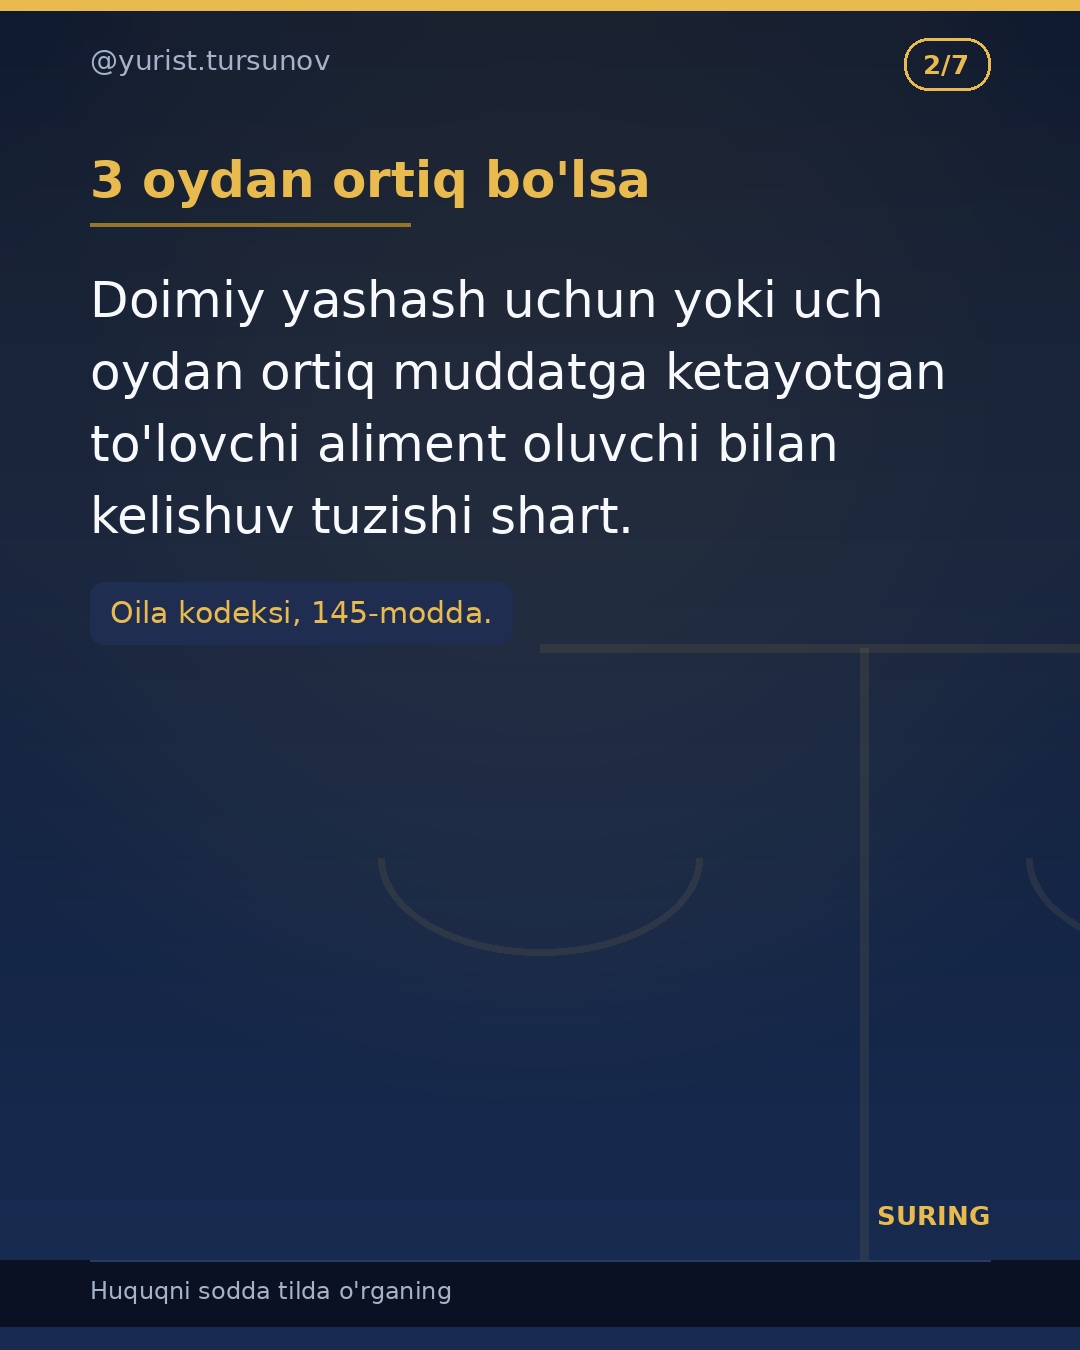 @yurist.tursunov
2/7
3 oydan ortiq bo'lsa
Doimiy yashash uchun yoki uch
oydan ortiq muddatga ketayotgan
to'lovchi aliment oluvchi bilan
kelishuv tuzishi shart.
Oila kodeksi, 145-modda.
SURING
Huquqni sodda tilda o'rganing